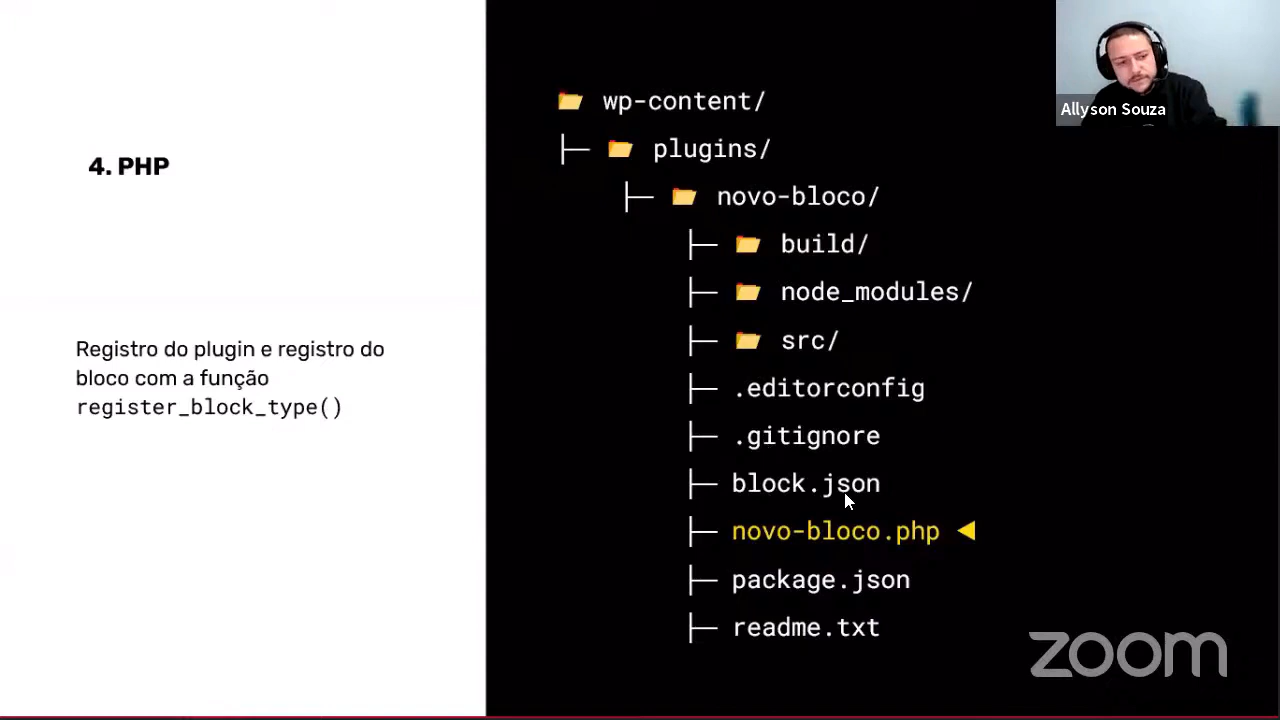 4. PHP
Registro do plugin e registro do
bloco com a função
register_block_type()
wp-content/
plugins/
novo-bloco/
build/
node_modules/
src/
.editorconfig
.gitignore
block.json
novo-bloco.php
package.json
readme.txt
Allyson Souza
zoom